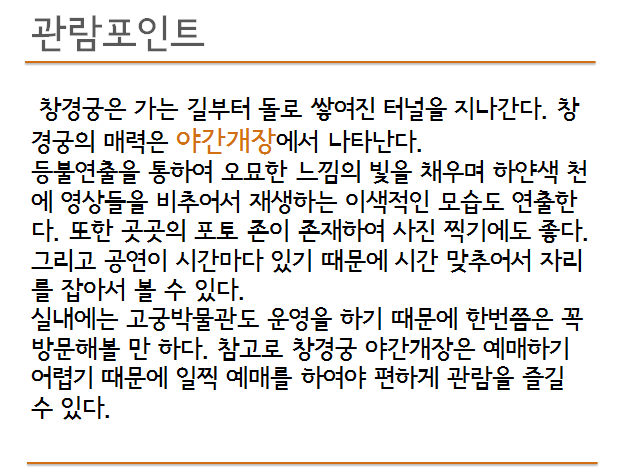 관람포인트
창경궁은 가는 길부터 돌로 쌓여진 터널을 지나간다. 창
경궁의 매력은 야간개장에서 나타난다.
등불연출을 통하여 오묘한 느낌의 빛을 채우며 하얀색 천
에 영상들을 비추어서 재생하는 이색적인 모습도 연출한
다. 또한 곳곳의 포토 존이 존재하여 사진 찍기에도 좋다.
그리고 공연이 시간마다 있기 때문에 시간 맞추어서 자리
를 잡아서 볼 수 있다.
실내에는 고궁박물관도 운영을 하기 때문에 한번쯤은 꼭
방문해볼 만 하다. 참고로 창경궁 야간개장은 예매하기
어렵기 때문에 일찍 예매를 하여야 편하게 관람을 즐길
수 있다.